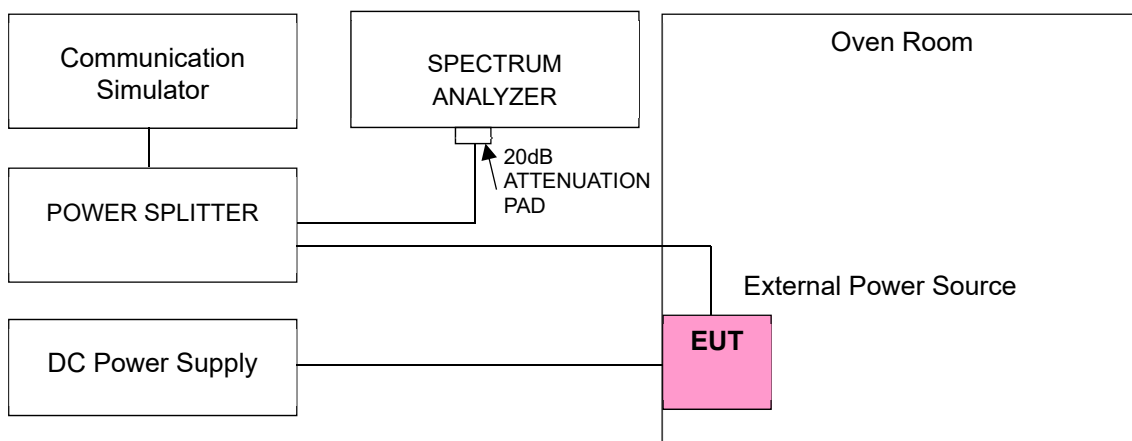 Communication
Simulator
SPECTRUM
ANALYZER
Oven Room
20dB
ATTENUATION
PAD
POWER SPLITTER
External Power Source
EUT
DC Power Supply